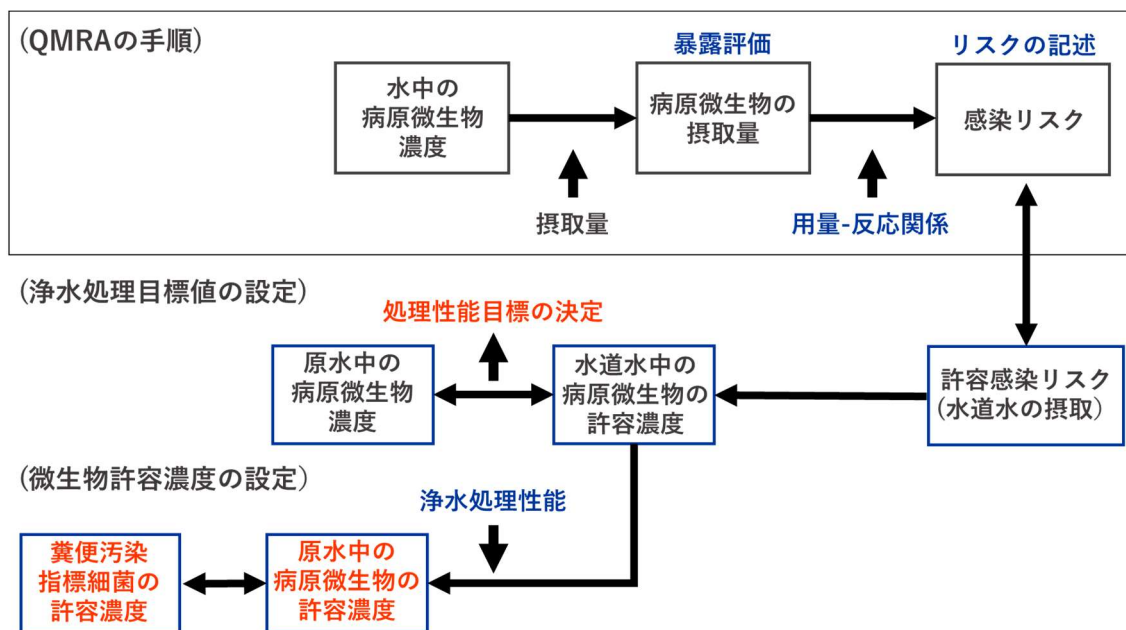 (QMRAの手順)
暴露評価
リスクの記述
水中の
病原微生物
濃度
病原微生物の
摂取量
感染リスク
摂取量
用量-反応関係
(浄水処理目標値の設定)
処理性能目標の決定
原水中の
病原微生物
濃度
水道水中の
病原微生物の
許容濃度
許容感染リスク
(水道水の摂取)
(微生物許容濃度の設定)
浄水処理性能
糞便汚染
指標細菌の
許容濃度
原水中の
病原微生物の
許容濃度